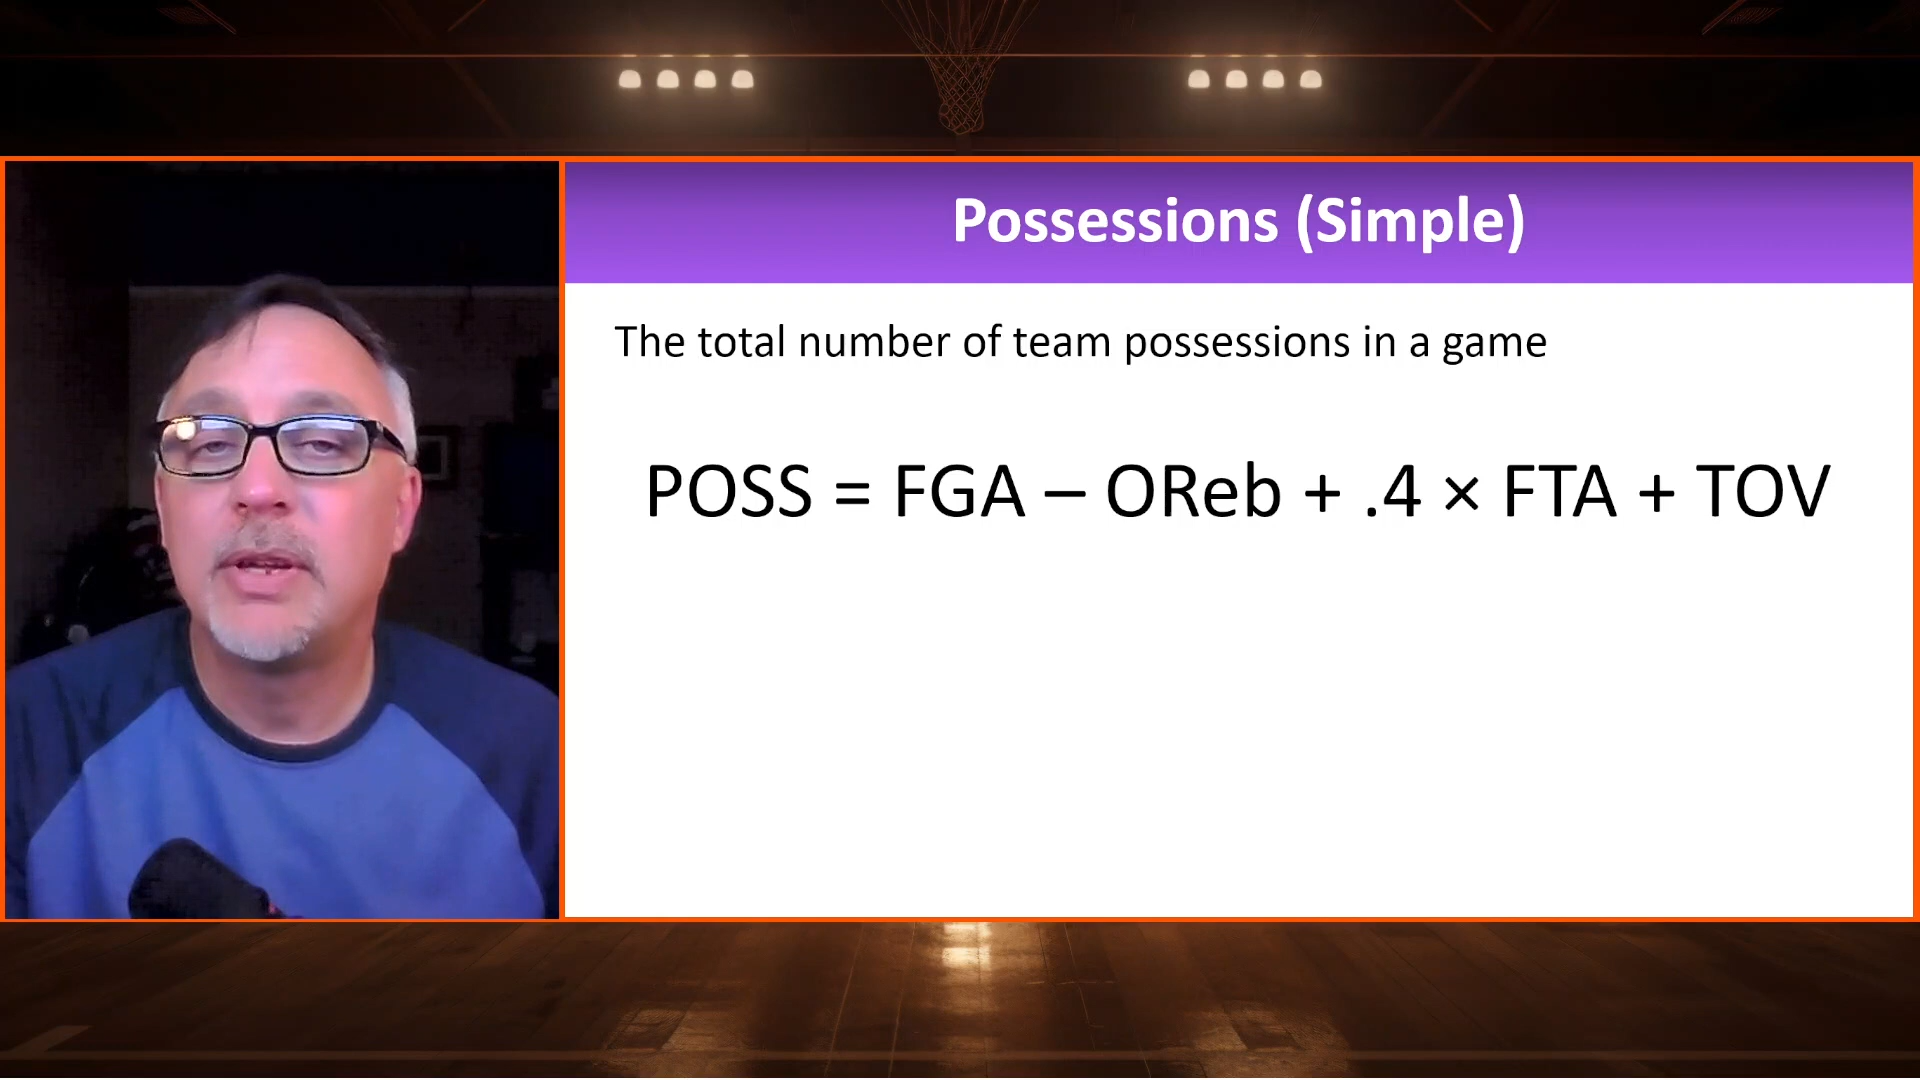 Possessions (Simple)
The total number of team possessions in a game
POSS = FGA – OReb + .4 × FTA + TOV